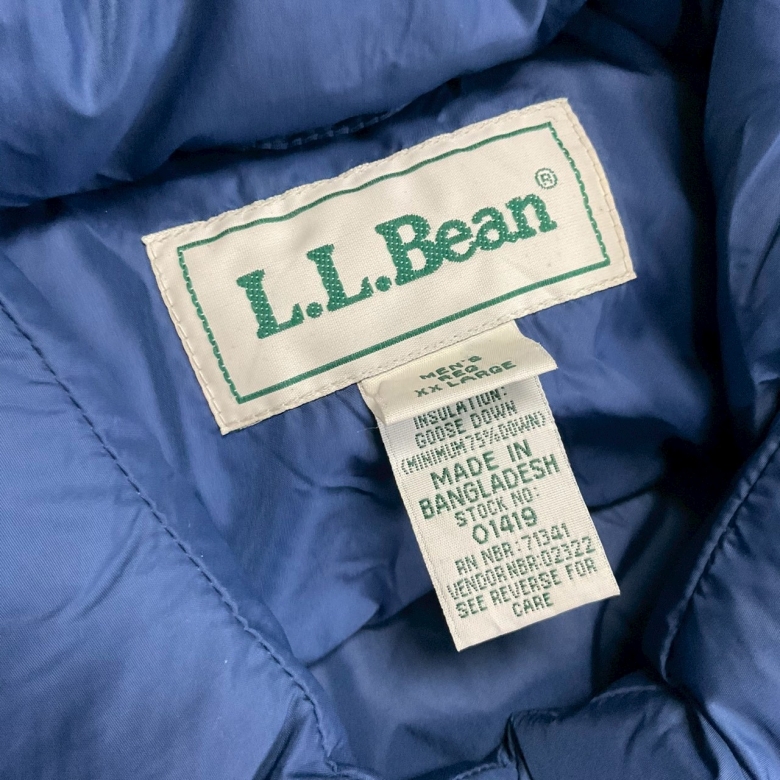 L.L.Bean®
MEN'S
REG
XX LARGE
INSULATION:
GOOSE DOWN
(MINIMUM 75% DOWN)
MADE IN
BANGLADESH
STOCK NO:
01419
RN NBR: 71341
VENDOR NBR: 02322
SEE REVERSE FOR
CARE